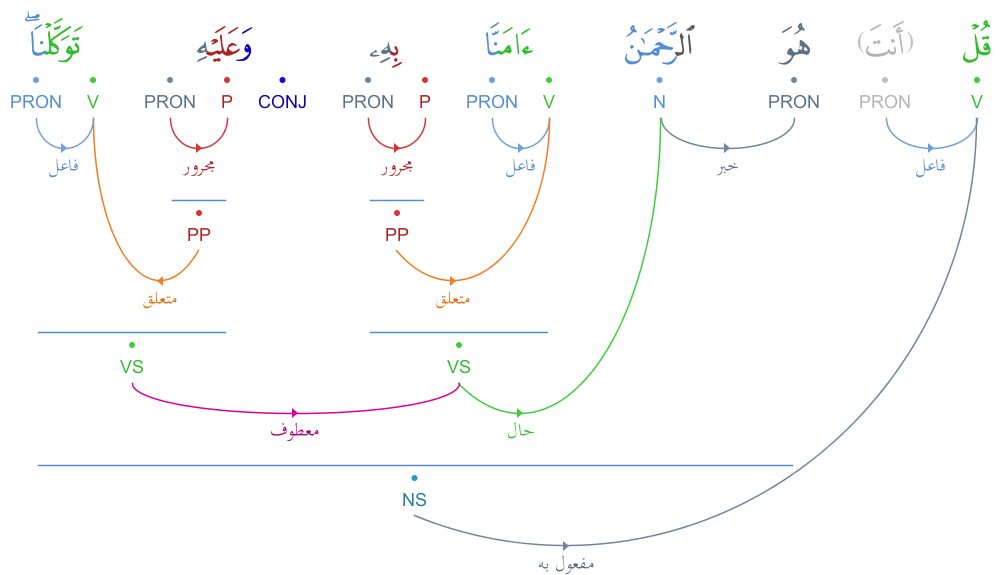 قُلْ (أَنتَ) هُوَ ٱلرَّحْمَـٰنُ ءَامَنَّا بِهِۦ وَعَلَيْهِ تَوَكَّلْنَا ۖ
V PRON PRON N V PRON P PRON CONJ P PRON V PRON
فاعل خبر فاعل مجرور مجرور فاعل
PP PP
متعلق متعلق
VS VS
حال معطوف
NS
مفعول به